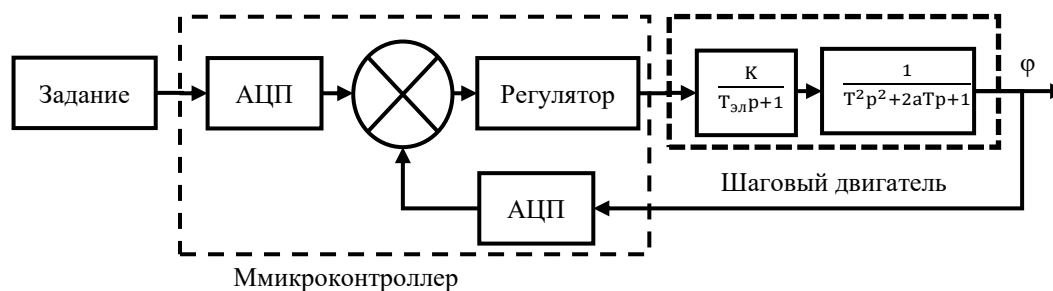 Задание
АЦП
Регулятор
К
Tэлp+1
1
T²p²+2aTp+1
φ
АЦП
Шаговый двигатель
Ммикроконтроллер